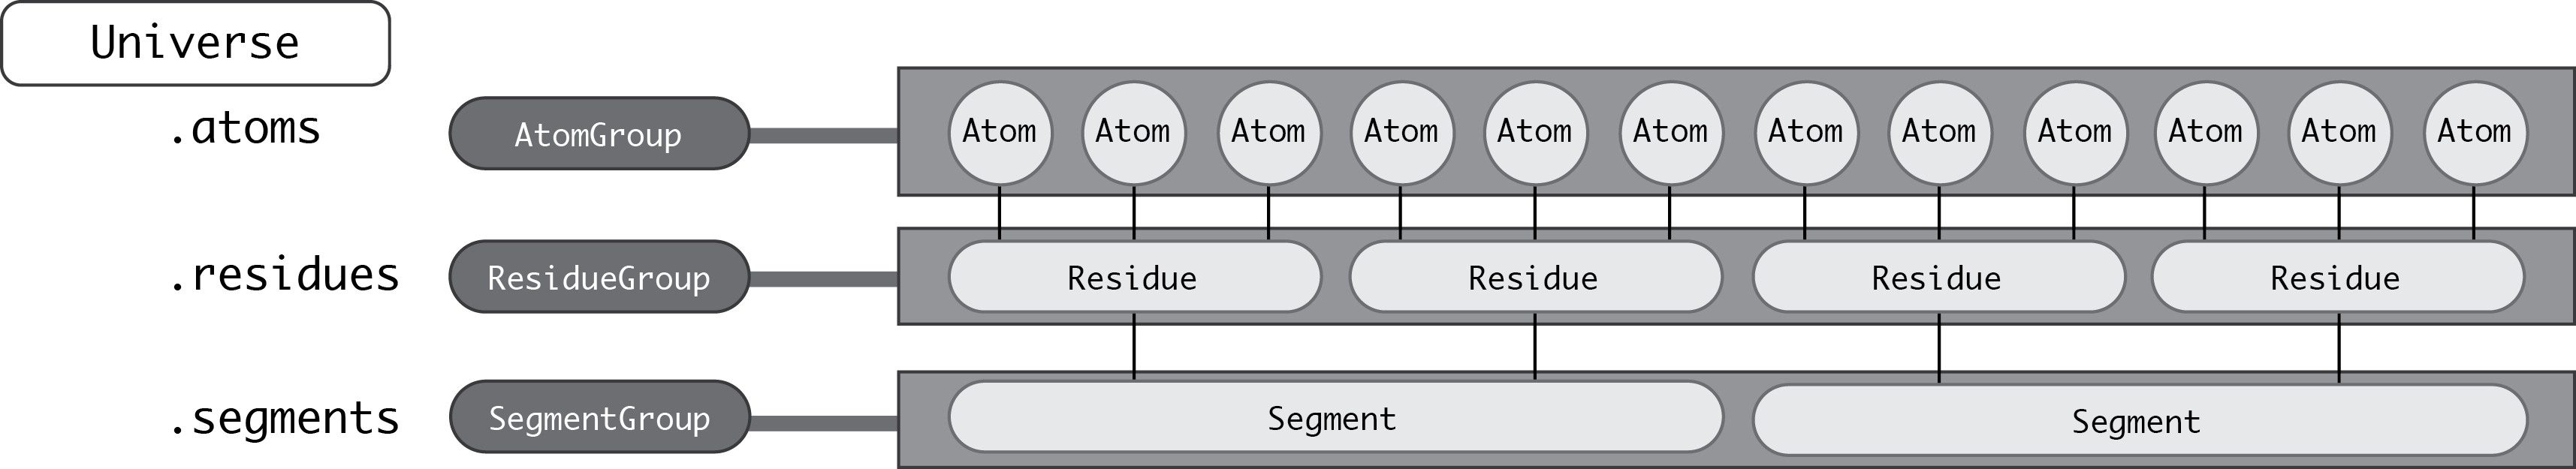 Universe
.atoms AtomGroup Atom Atom Atom Atom Atom Atom Atom Atom Atom Atom Atom Atom
.residues ResidueGroup Residue Residue Residue Residue
.segments SegmentGroup Segment Segment